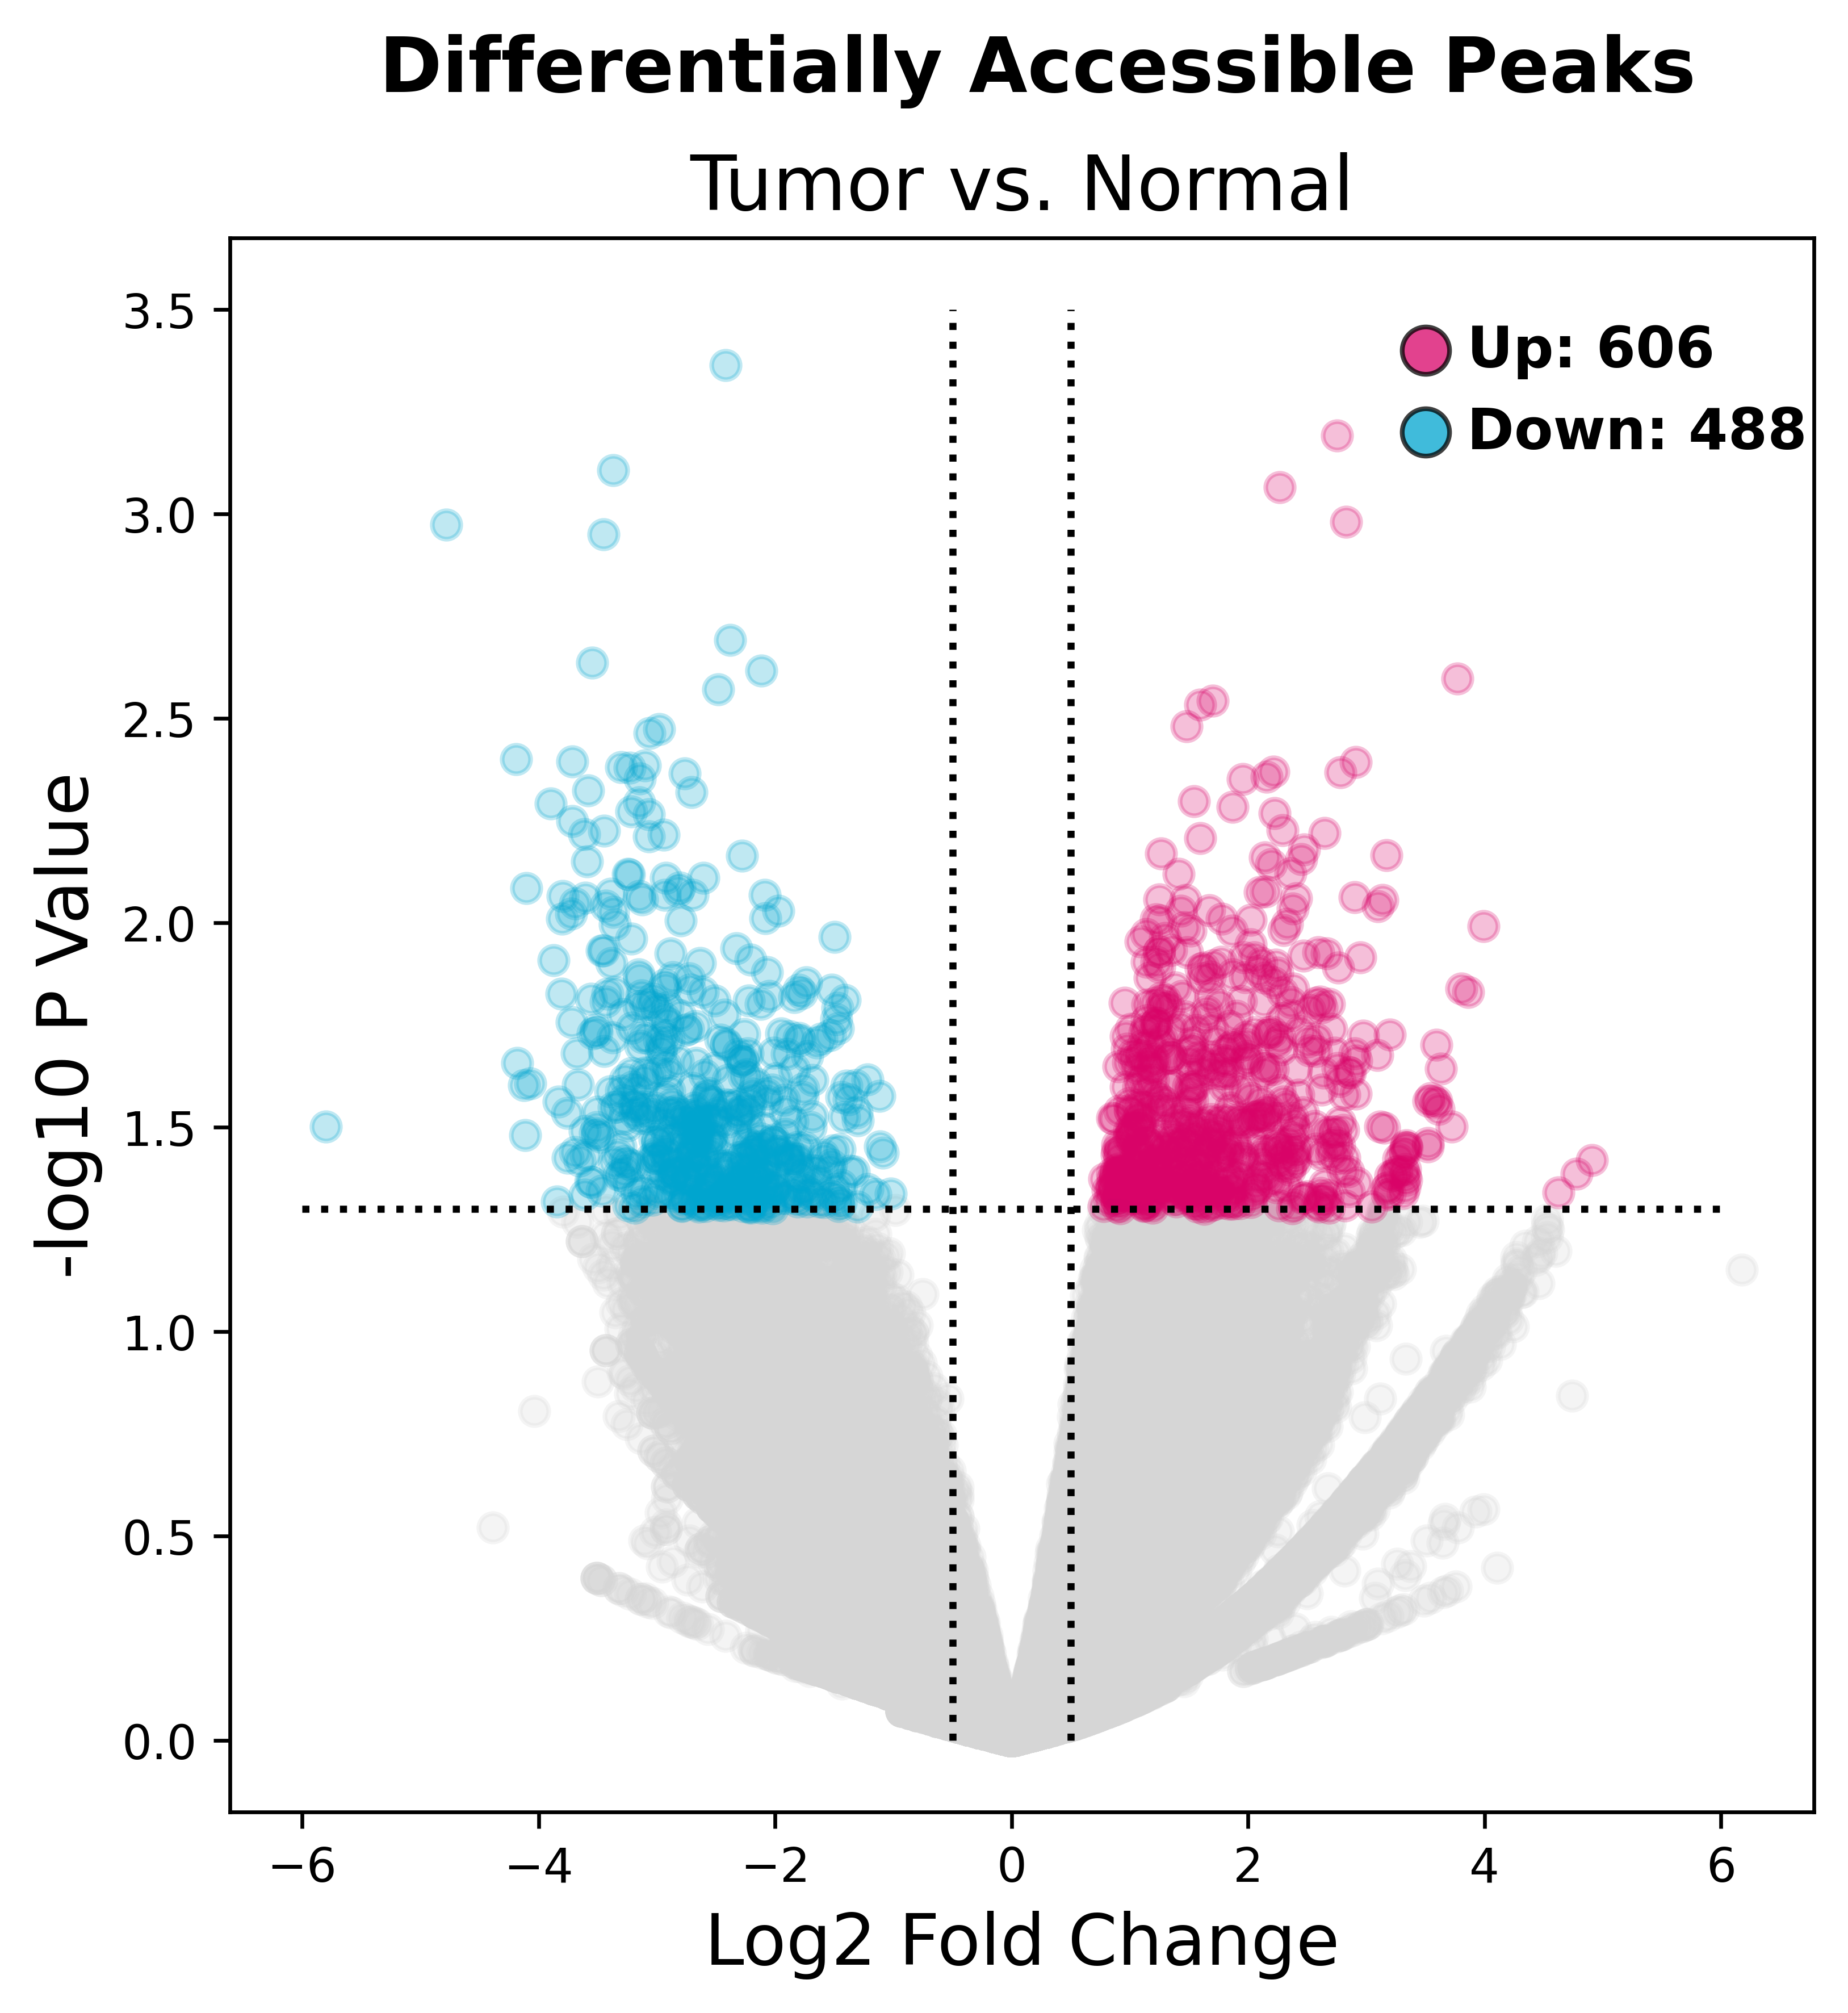 Differentially Accessible Peaks
Tumor vs. Normal
Up: 606
Down: 488
-log10 P Value
3.5
3.0
2.5
2.0
1.5
1.0
0.5
0.0
−6 −4 −2 0 2 4 6
Log2 Fold Change